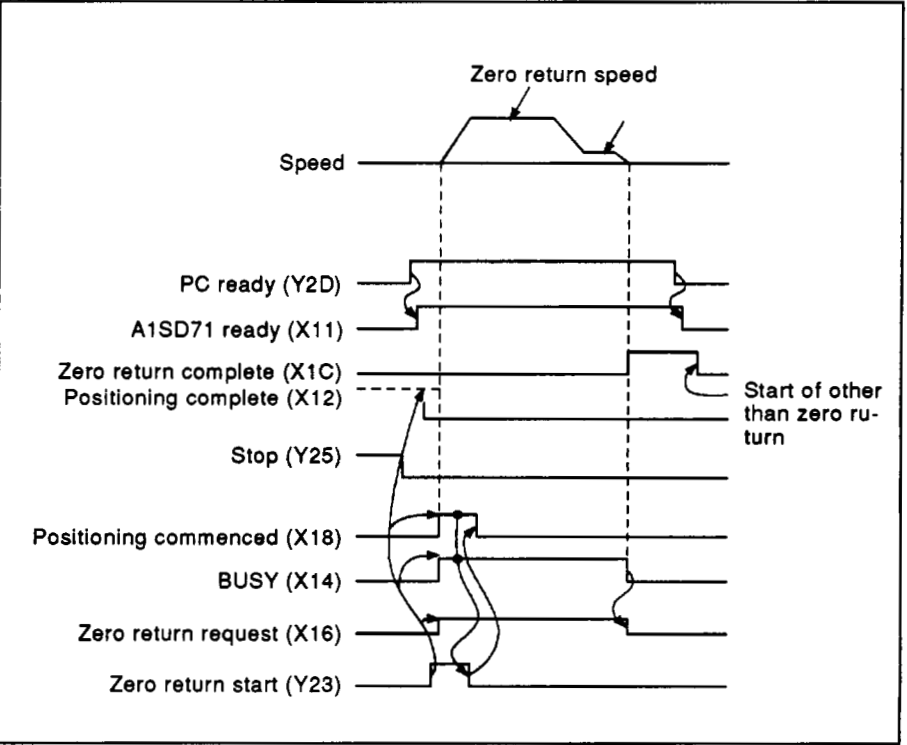 Zero return speed
Speed
PC ready (Y2D)
A1SD71 ready (X11)
Zero return complete (X1C)
Positioning complete (X12)
Start of other
than zero ru-
turn
Stop (Y25)
Positioning commenced (X18)
BUSY (X14)
Zero return request (X16)
Zero return start (Y23)